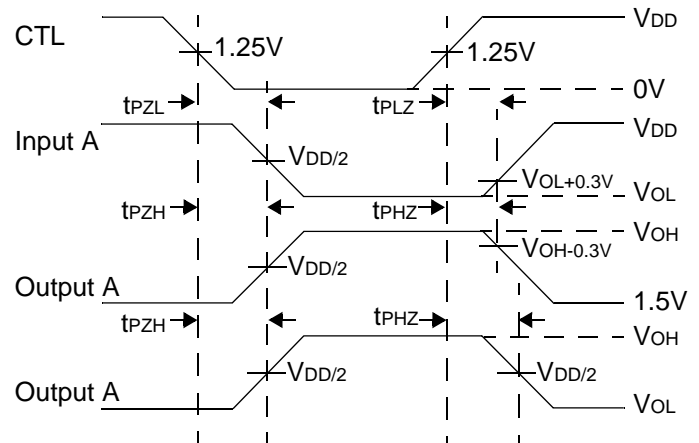 CTL
VDD
1.25V
1.25V
0V
tPZL
tPLZ
Input A
VDD
VDD/2
VOL+0.3V
VOL
tPZH
tPHZ
VOH
VDD/2
VOH-0.3V
Output A
1.5V
tPZH
tPHZ
VOH
Output A
VDD/2
VDD/2
VOL